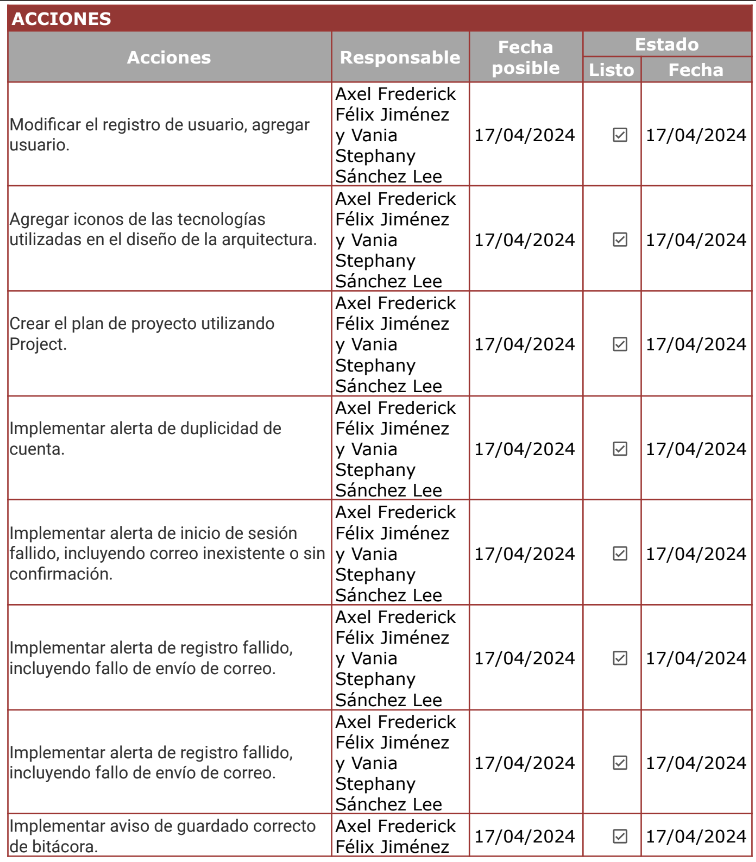 ACCIONES
Acciones Responsable Fecha posible Estado
Listo Fecha
Modificar el registro de usuario, agregar
usuario.
Axel Frederick
Félix Jiménez
y Vania
Stephany
Sánchez Lee
17/04/2024 ☑ 17/04/2024
Agregar iconos de las tecnologías
utilizadas en el diseño de la arquitectura.
Axel Frederick
Félix Jiménez
y Vania
Stephany
Sánchez Lee
17/04/2024 ☑ 17/04/2024
Crear el plan de proyecto utilizando
Project.
Axel Frederick
Félix Jiménez
y Vania
Stephany
Sánchez Lee
17/04/2024 ☑ 17/04/2024
Implementar alerta de duplicidad de
cuenta.
Axel Frederick
Félix Jiménez
y Vania
Stephany
Sánchez Lee
17/04/2024 ☑ 17/04/2024
Implementar alerta de inicio de sesión
fallido, incluyendo correo inexistente o sin
confirmación.
Axel Frederick
Félix Jiménez
y Vania
Stephany
Sánchez Lee
17/04/2024 ☑ 17/04/2024
Implementar alerta de registro fallido,
incluyendo fallo de envío de correo.
Axel Frederick
Félix Jiménez
y Vania
Stephany
Sánchez Lee
17/04/2024 ☑ 17/04/2024
Implementar alerta de registro fallido,
incluyendo fallo de envío de correo.
Axel Frederick
Félix Jiménez
y Vania
Stephany
Sánchez Lee
17/04/2024 ☑ 17/04/2024
Implementar aviso de guardado correcto
de bitácora.
Axel Frederick
Félix Jiménez
17/04/2024 ☑ 17/04/2024